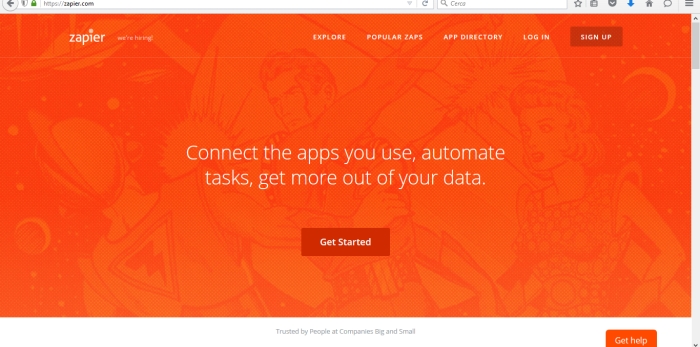 https://zapier.com
Cerca
zapier we're hiring!
EXPLORE POPULAR ZAPS APP DIRECTORY LOG IN SIGN UP
Connect the apps you use, automate
tasks, get more out of your data.
Get Started
Trusted by People at Companies Big and Small
Get help